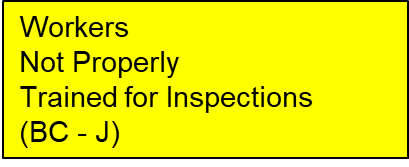 Workers
Not Properly
Trained for Inspections
(BC - J)